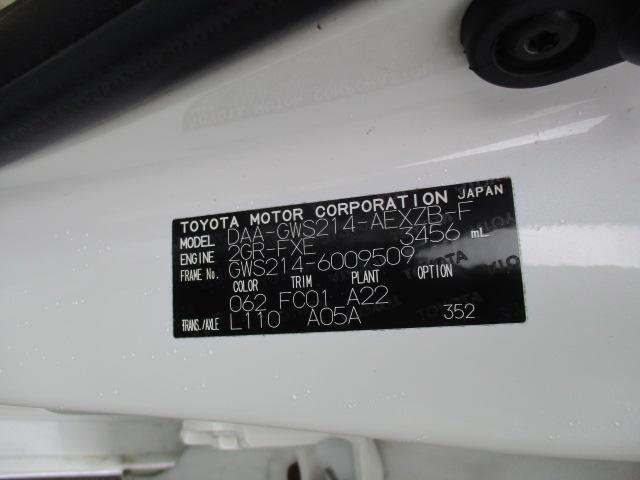 TOYOTA MOTOR CORPORATION JAPAN
MODEL DAA-GWS214-AEXZB-F
ENGINE 2GR-FXE 3456 mL
FRAME No. GWS214-6009509
COLOR TRIM PLANT OPTION
062 FC01 A22
TRANS./AXLE L110 A05A 352